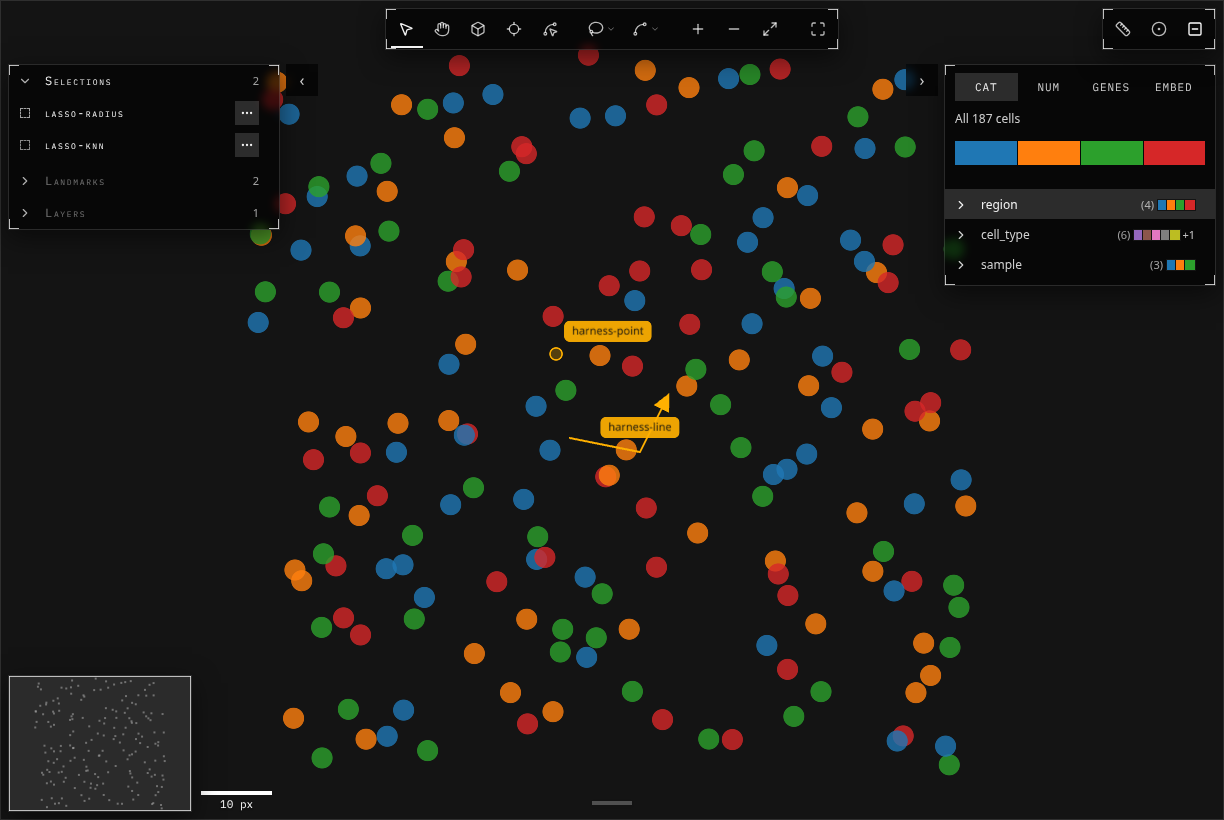 Selections 2
LASSO-RADIUS
LASSO-KNN
Landmarks 2
Layers 1
CAT NUM GENES EMBED
All 187 cells
region (4)
cell_type (6) +1
sample (3)
harness-point
harness-line
10 px